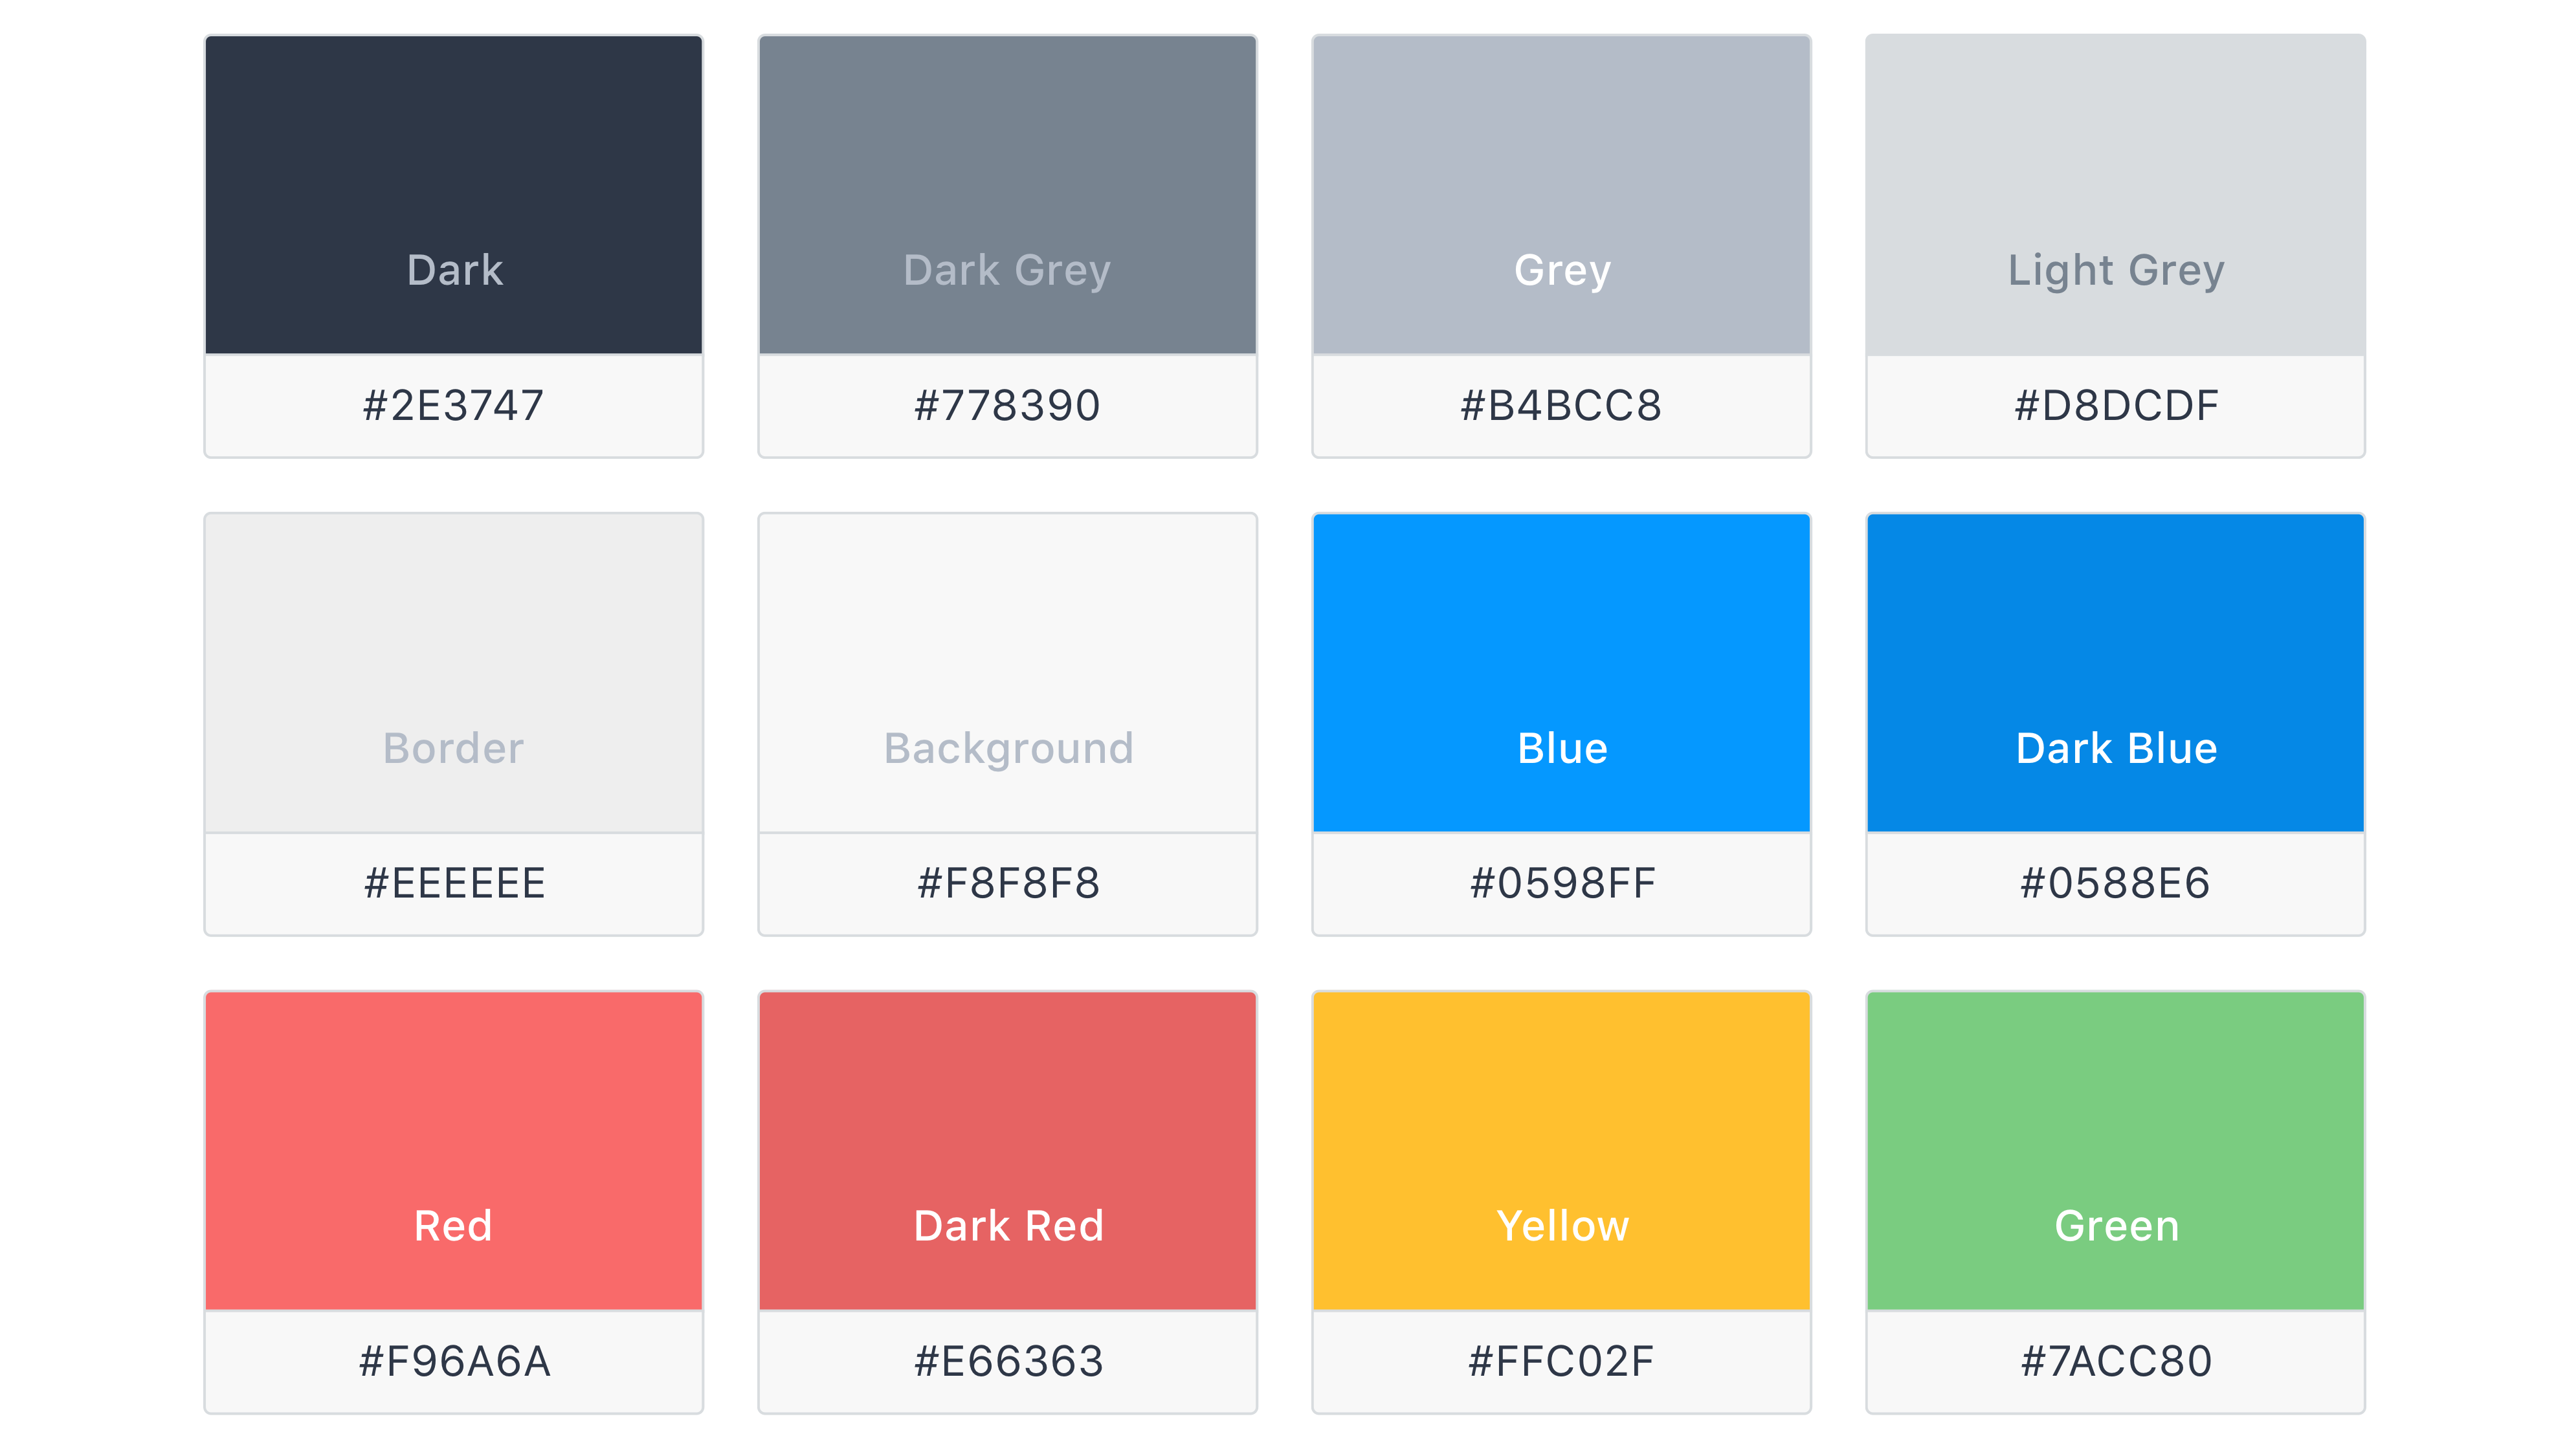 Dark
Dark Grey
Grey
Light Grey
#2E3747
#778390
#B4BCC8
#D8DCDF
Border
Background
Blue
Dark Blue
#EEEEEE
#F8F8F8
#0598FF
#0588E6
Red
Dark Red
Yellow
Green
#F96A6A
#E66363
#FFC02F
#7ACC80